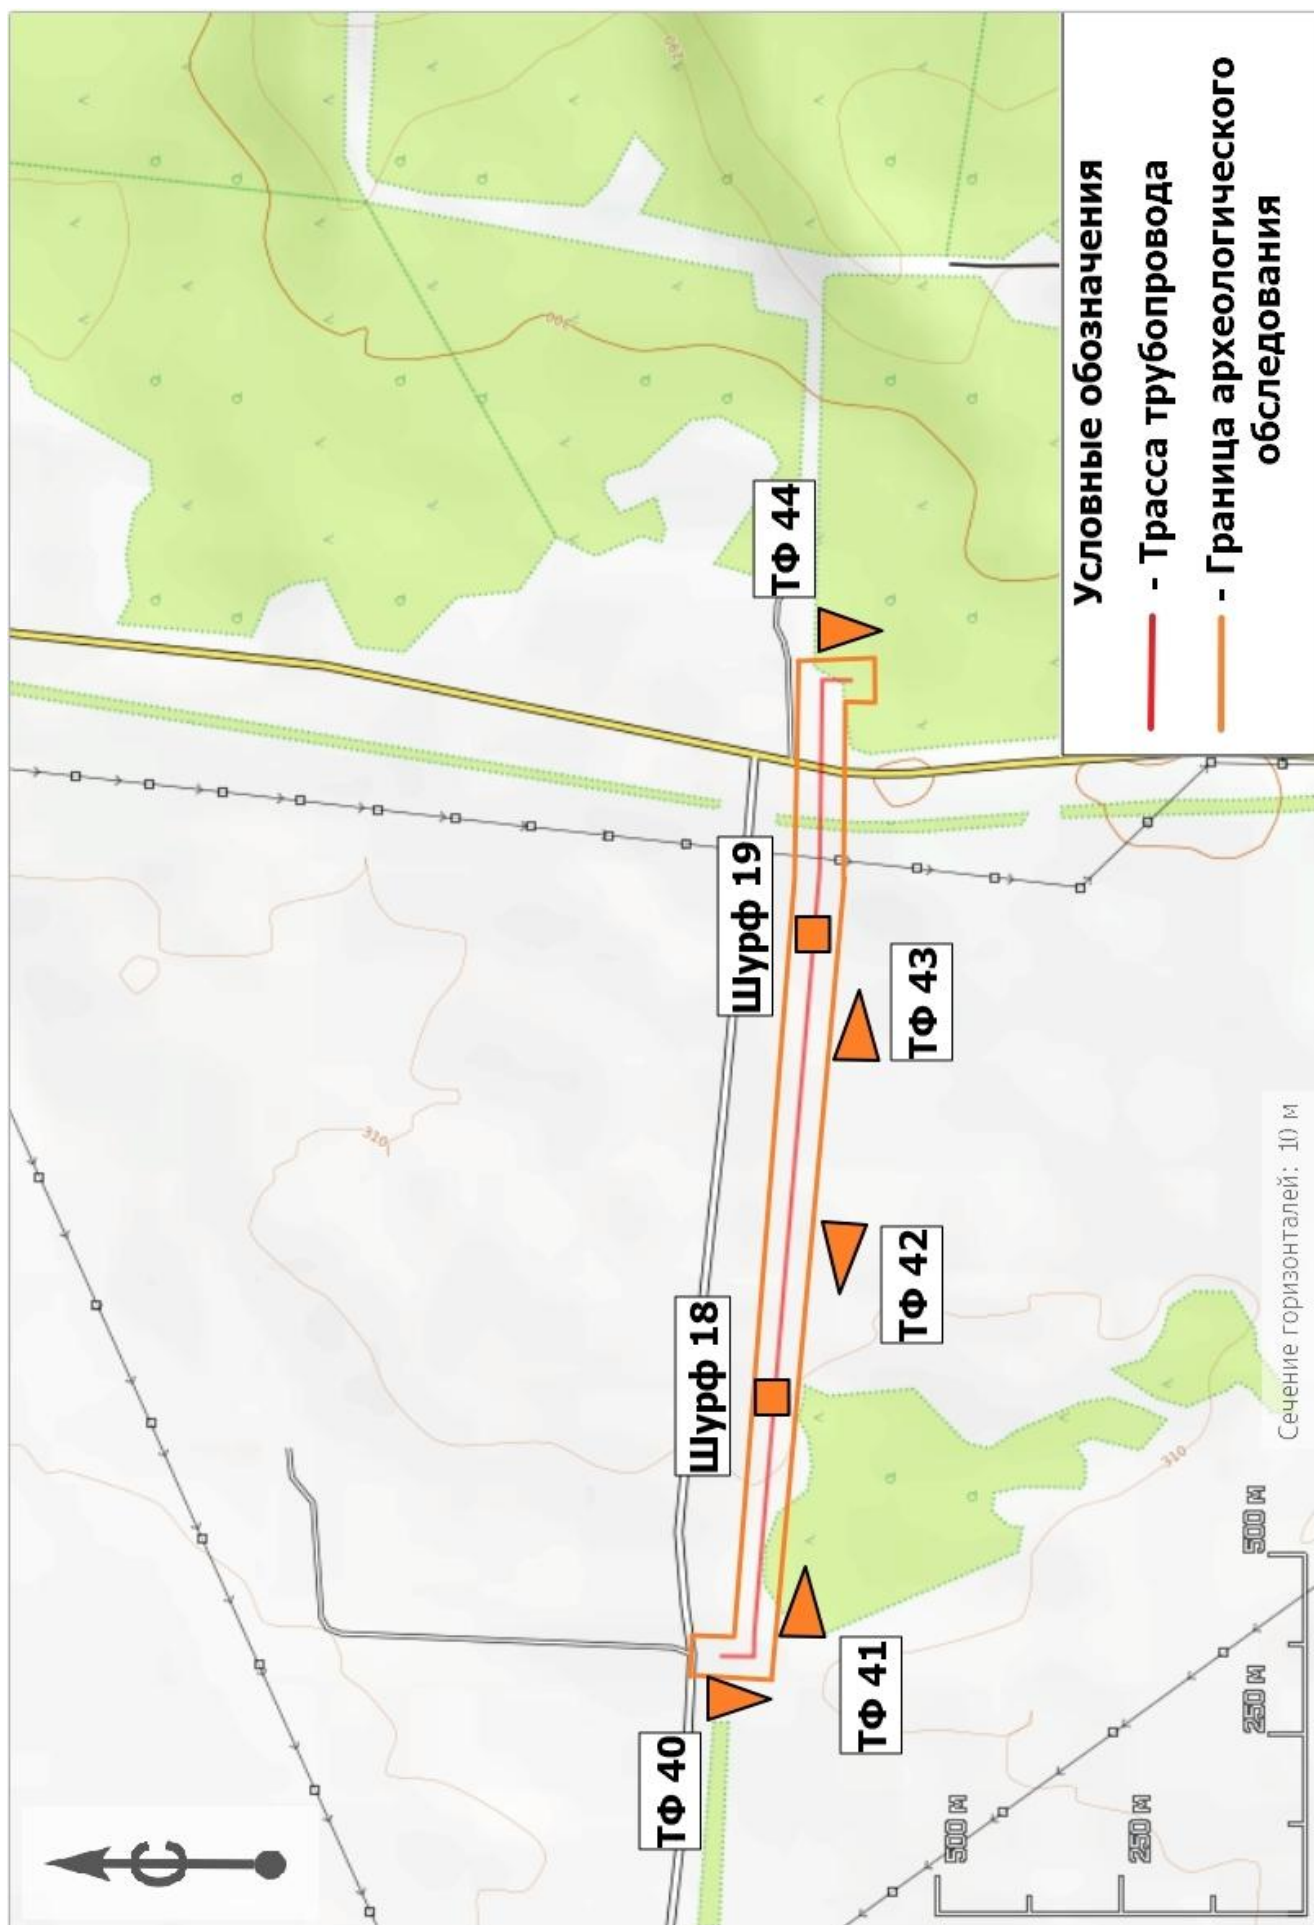 С
290
300
ТФ 44
Шурф 19
ТФ 43
310
Шурф 18
ТФ 42
ТФ 41
ТФ 40
310
Условные обозначения
- Трасса трубопровода
- Граница археологического
обследования
Сечение горизонталей: 10 м
500 м
250 м
250 м
500 м